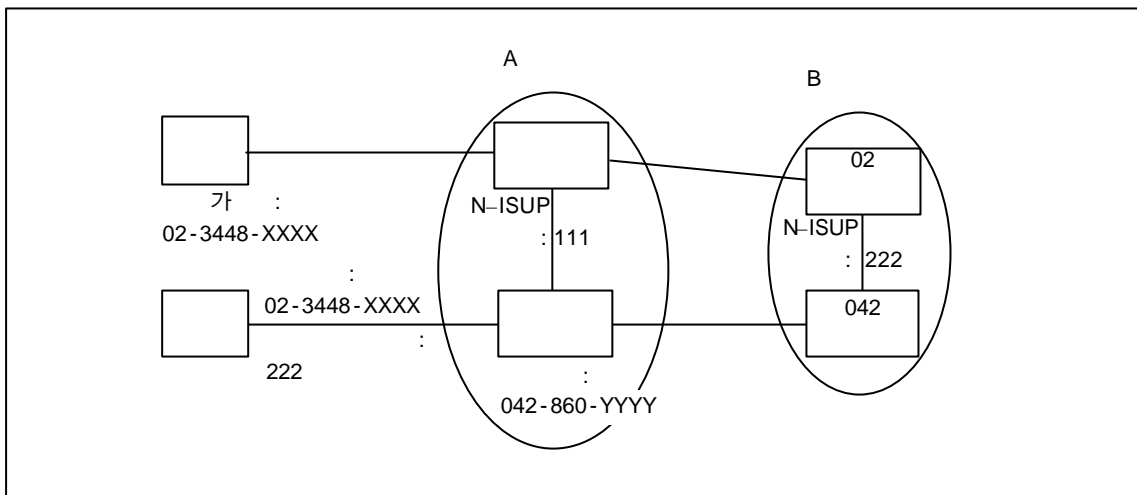 A
B
02
가 :
02-3448-XXXX
N-ISUP
: 111
N-ISUP
: 222
:
02-3448-XXXX
:
222
042
:
042-860-YYYY